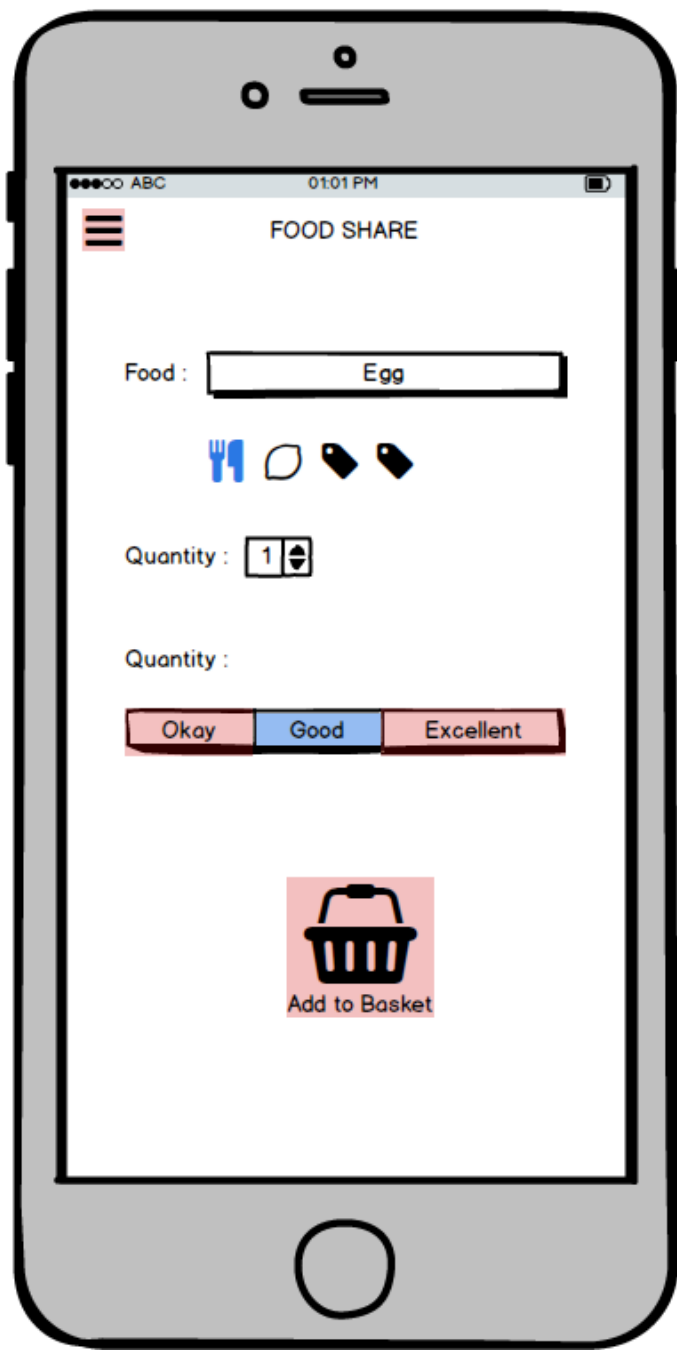 ABC 01:01 PM
FOOD SHARE
Food : Egg
Quantity : 1
Quantity :
Okay Good Excellent
Add to Basket